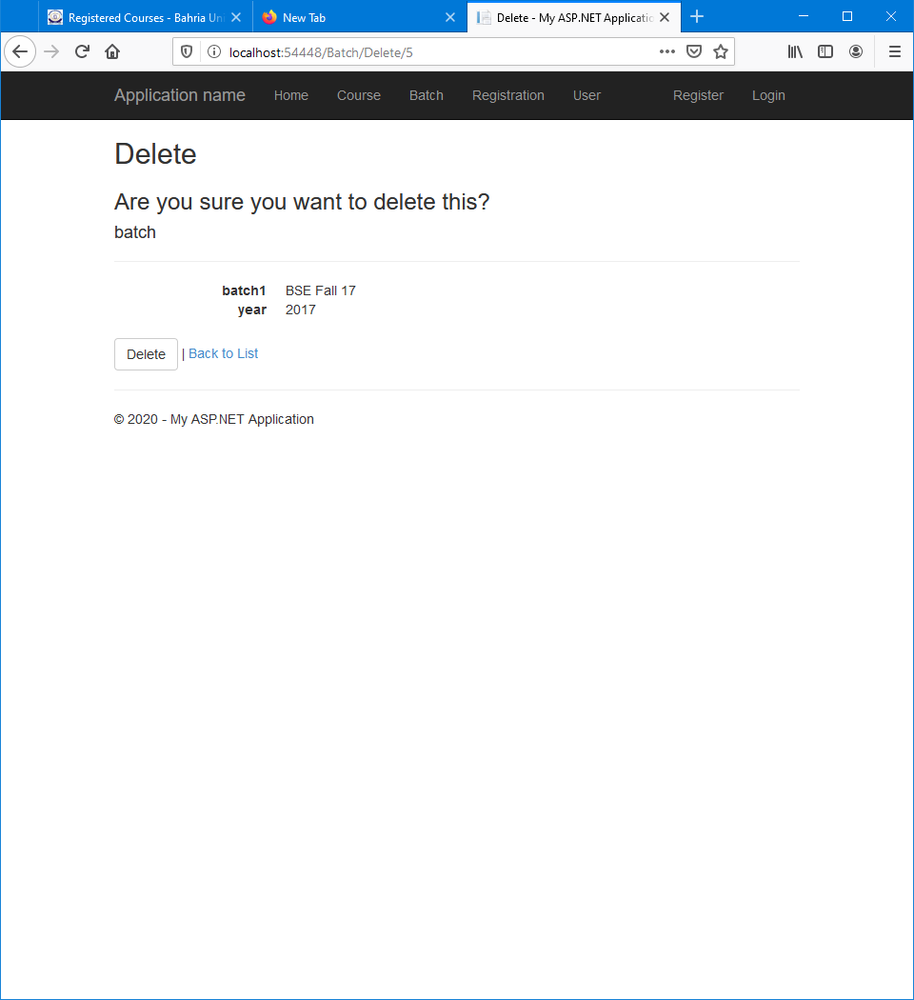 Registered Courses - Bahria Un
New Tab
Delete - My ASP.NET Applicatio
localhost:54448/Batch/Delete/5
Application name Home Course Batch Registration User Register Login
Delete
Are you sure you want to delete this?
batch
batch1 BSE Fall 17
year 2017
Delete | Back to List
© 2020 - My ASP.NET Application